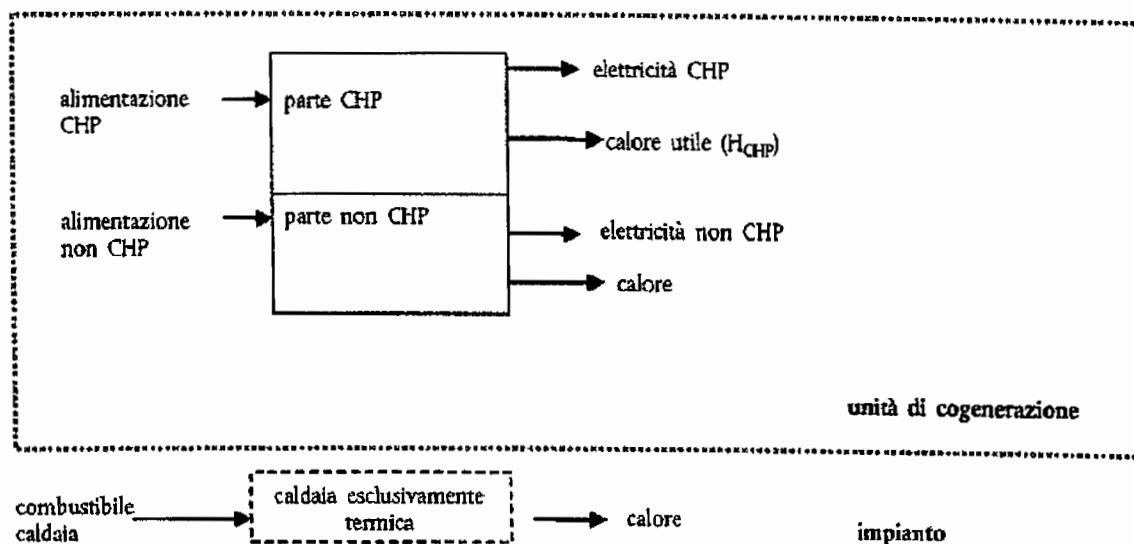 elettricità CHP
alimentazione
CHP
parte CHP
calore utile (H_CHP)
alimentazione
non CHP
parte non CHP
elettricità non CHP
calore
unità di cogenerazione
combustibile
caldaia
caldaia esclusivamente
termica
calore
impianto